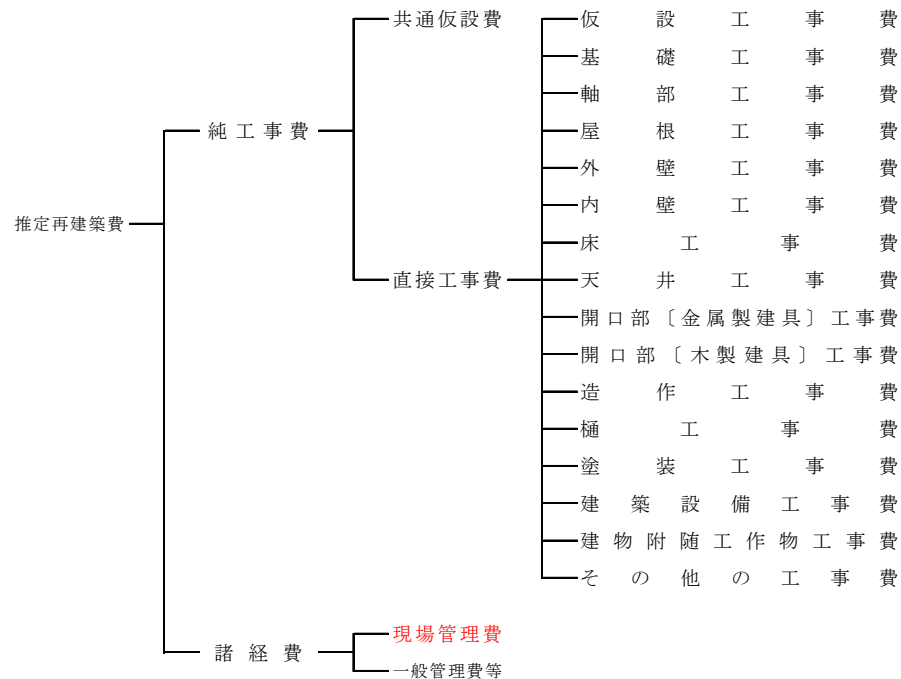 共通仮設費
仮設工事費
基礎工事費
軸部工事費
純工事費
屋根工事費
外壁工事費
内壁工事費
推定再建築費
床工事費
直接工事費
天井工事費
開口部〔金属製建具〕工事費
開口部〔木製建具〕工事費
造作工事費
樋工事費
塗装工事費
建築設備工事費
建物附随工作物工事費
その他の工事費
諸経費
現場管理費
一般管理費等